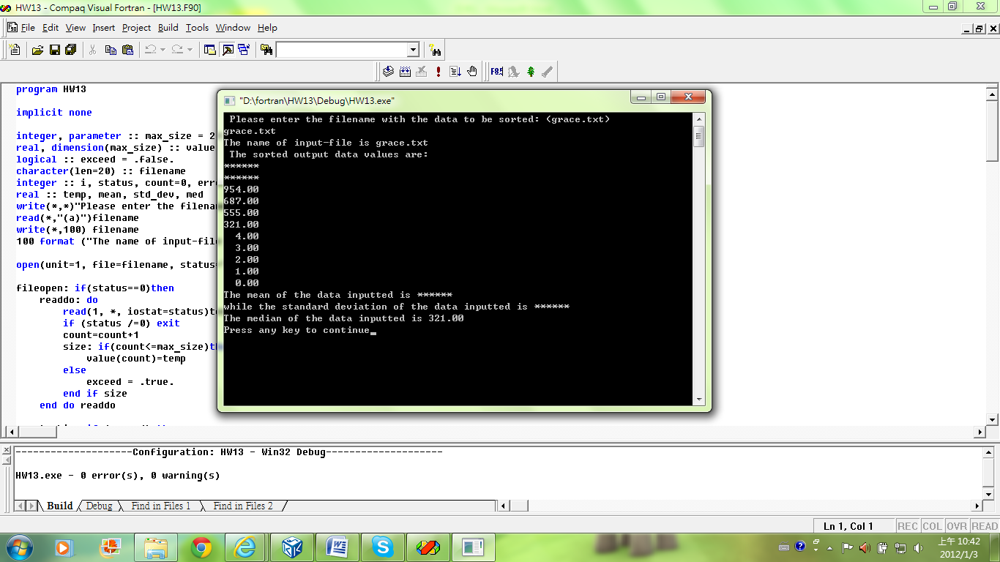 HW13 - Compaq Visual Fortran - [HW13.F90]
File Edit View Insert Project Build Tools Window Help
program HW13
implicit none
integer, parameter :: max_size = 2
real, dimension(max_size) :: value
logical :: exceed = .false.
character(len=20) :: filename
integer :: i, status, count=0, erro
real :: temp, mean, std_dev, med
write(*,*)"Please enter the filena
read(*,"(a)")filename
write(*,100) filename
100 format ("The name of input-fil
open(unit=1, file=filename, status=
fileopen: if(status==0)then
readdo: do
read(1, *, iostat=status)t
if (status /=0) exit
count=count+1
size: if(count<=max_size)t
value(count)=temp
else
exceed = .true.
end if size
end do readdo
"D:\fortran\HW13\Debug\HW13.exe"
Please enter the filename with the data to be sorted: (grace.txt)
grace.txt
The name of input-file is grace.txt
The sorted output data values are:
******
******
954.00
687.00
555.00
321.00
4.00
3.00
2.00
1.00
0.00
The mean of the data inputted is ******
while the standard deviation of the data inputted is ******
The median of the data inputted is 321.00
Press any key to continue_
--------------------Configuration: HW13 - Win32 Debug--------------------
HW13.exe - 0 error(s), 0 warning(s)
Build Debug Find in Files 1 Find in Files 2
Ln 1, Col 1 REC COL OVR READ
上午 10:42
2012/1/3